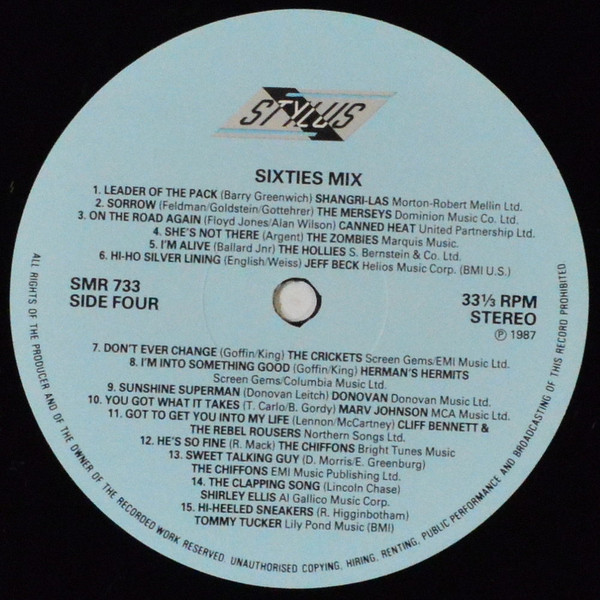 STYLUS
SIXTIES MIX
1. LEADER OF THE PACK (Barry Greenwich) SHANGRI-LAS Morton-Robert Mellin Ltd.
2. SORROW (Feldman/Goldstein/Gottehrer) THE MERSEYS Dominion Music Co. Ltd.
3. ON THE ROAD AGAIN (Floyd Jones/Alan Wilson) CANNED HEAT United Partnership Ltd.
4. SHE'S NOT THERE (Argent) THE ZOMBIES Marquis Music.
5. I'M ALIVE (Ballard Jnr) THE HOLLIES S. Bernstein & Co. Ltd.
6. HI-HO SILVER LINING (English/Weiss) JEFF BECK Helios Music Corp. (BMI U.S.)
SMR 733
SIDE FOUR
33⅓ RPM
STEREO
℗ 1987
7. DON'T EVER CHANGE (Goffin/King) THE CRICKETS Screen Gems/EMI Music Ltd.
8. I'M INTO SOMETHING GOOD (Goffin/King) HERMAN'S HERMITS
Screen Gems/Columbia Music Ltd.
9. SUNSHINE SUPERMAN (Donovan Leitch) DONOVAN Donovan Music Ltd.
10. YOU GOT WHAT IT TAKES (T. Carlo/B. Gordy) MARV JOHNSON MCA Music Ltd.
11. GOT TO GET YOU INTO MY LIFE (Lennon/McCartney) CLIFF BENNETT &
THE REBEL ROUSERS Northern Songs Ltd.
12. HE'S SO FINE (R. Mack) THE CHIFFONS Bright Tunes Music
13. SWEET TALKING GUY (D. Morris/E. Greenburg)
THE CHIFFONS EMI Music Publishing Ltd.
14. THE CLAPPING SONG (Lincoln Chase)
SHIRLEY ELLIS Al Gallico Music Corp.
15. HI-HEELED SNEAKERS (R. Higginbotham)
TOMMY TUCKER Lily Pond Music (BMI)
ALL RIGHTS OF THE PRODUCER AND OF THE OWNER OF THE RECORDED WORK RESERVED. UNAUTHORISED COPYING, HIRING, RENTING, PUBLIC PERFORMANCE AND BROADCASTING OF THIS RECORD PROHIBITED